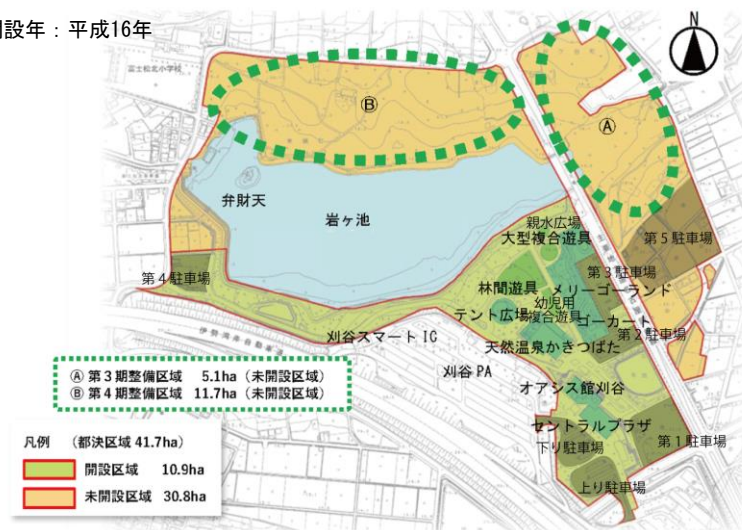 開設年：平成16年
N
富士松北小学校
Ⓑ
Ⓐ
弁財天
岩ヶ池
親水広場
大型複合遊具
第5駐車場
第4駐車場
林間遊具
第3駐車場
メリーゴーランド
幼児用
複合遊具
テント広場
ゴーカート
伊勢湾岸自動車道
刈谷スマートIC
第2駐車場
天然温泉かきつばた
刈谷PA
オアシス館刈谷
セントラルプラザ
第1駐車場
下り駐車場
上り駐車場
Ⓐ 第3期整備区域 5.1ha（未開設区域）
Ⓑ 第4期整備区域 11.7ha（未開設区域）
凡例 （都決区域 41.7ha）
開設区域 10.9ha
未開設区域 30.8ha